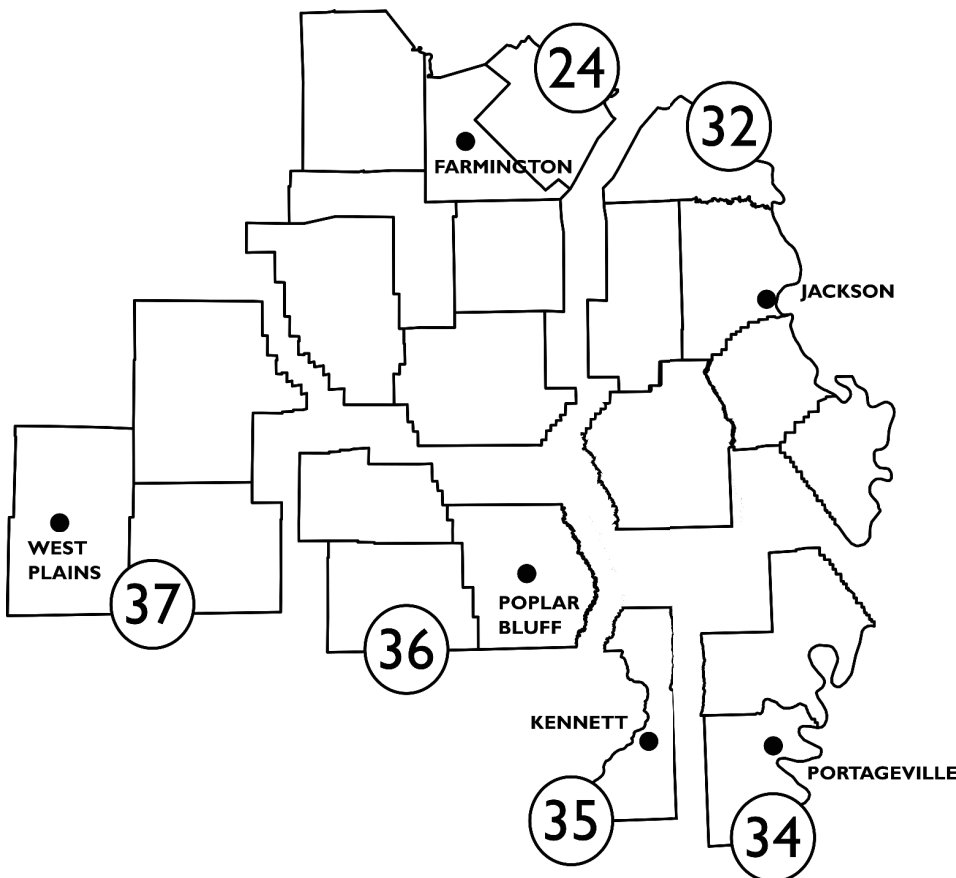 24
32
FARMINGTON
JACKSON
WEST
PLAINS
37
36
POPLAR
BLUFF
KENNETT
PORTAGEVILLE
35
34